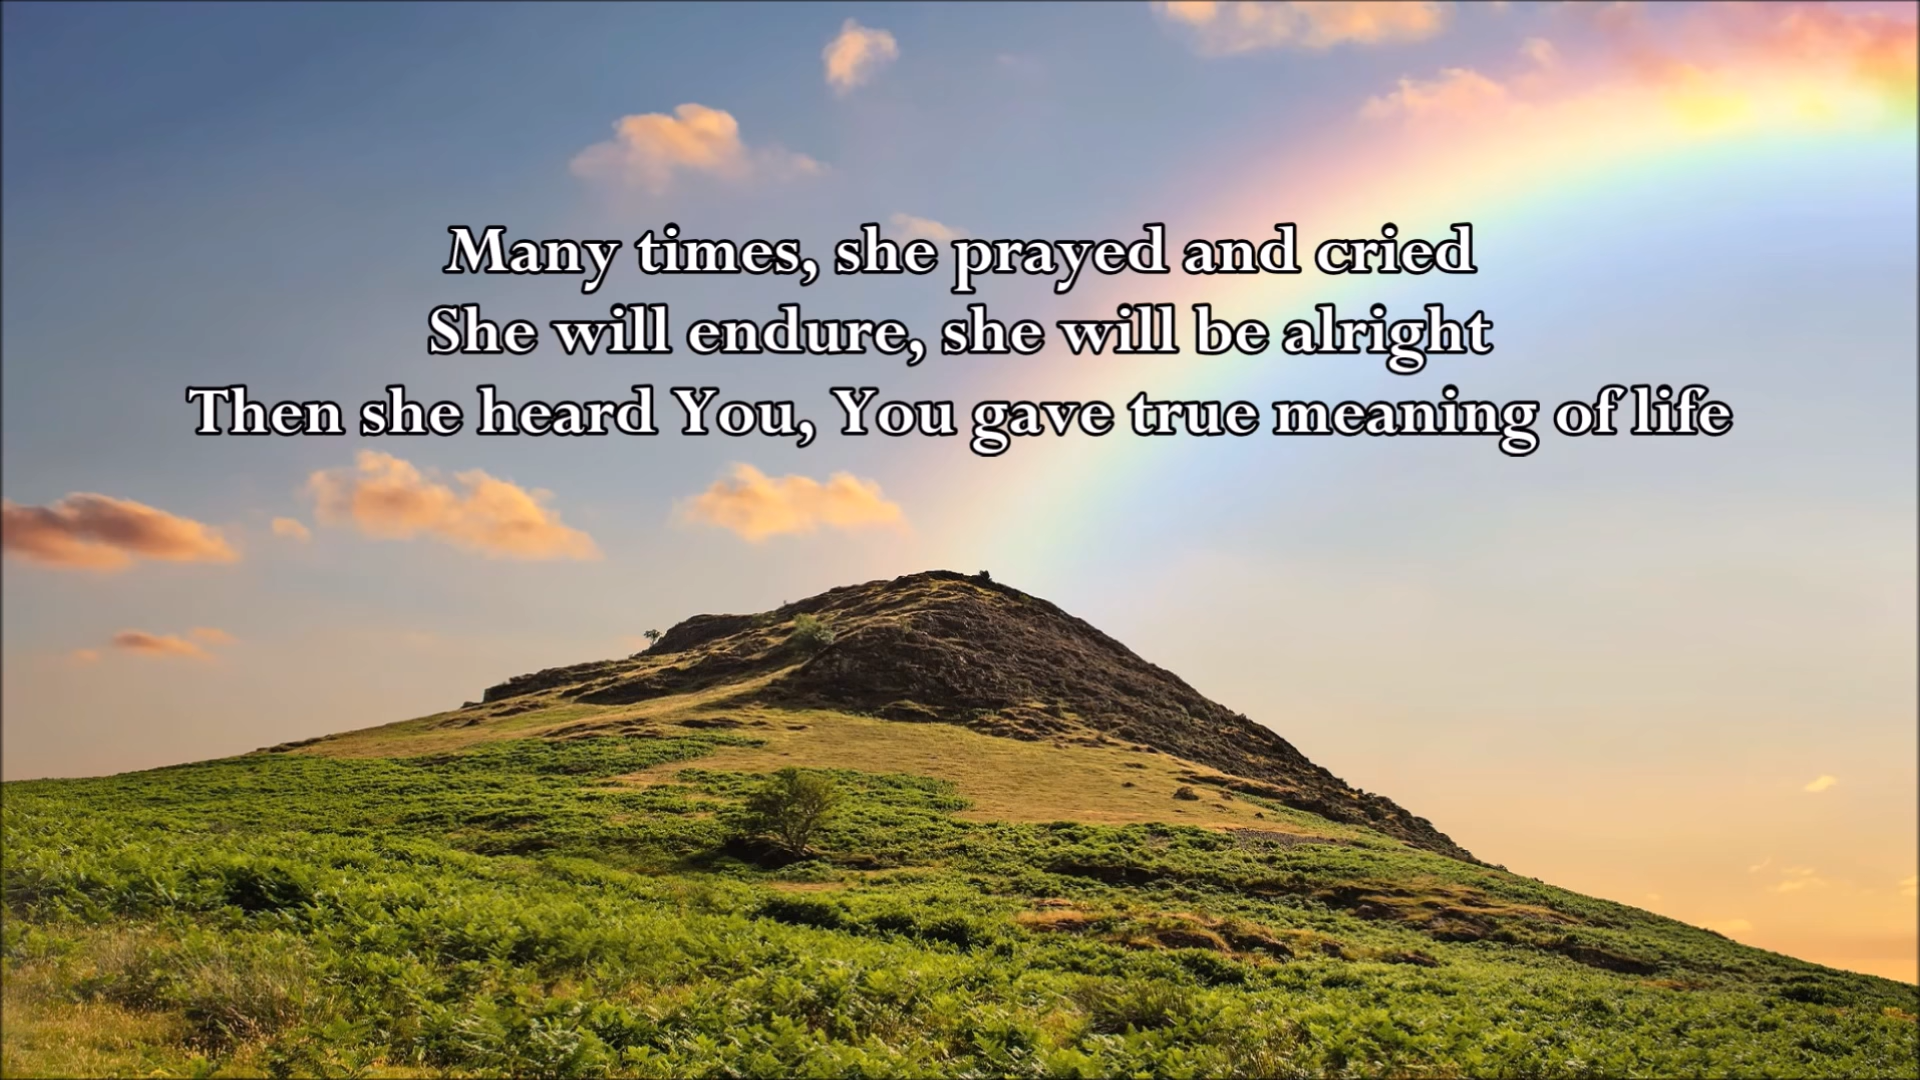 Many times, she prayed and cried
She will endure, she will be alright
Then she heard You, You gave true meaning of life